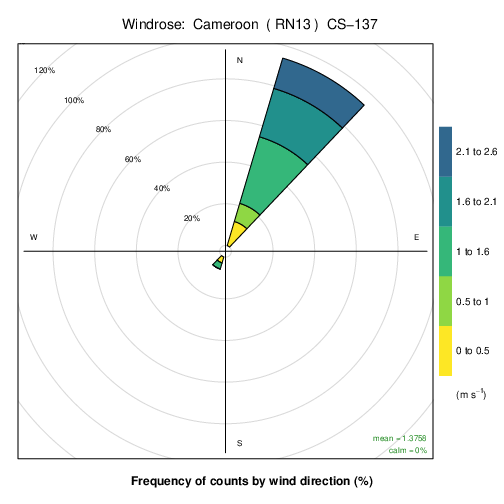 Windrose: Cameroon ( RN13 ) CS−137
120%
100%
80%
60%
40%
20%
N
W
E
S
2.1 to 2.6
1.6 to 2.1
1 to 1.6
0.5 to 1
0 to 0.5
(m s⁻¹)
mean = 1.3758
calm = 0%
Frequency of counts by wind direction (%)